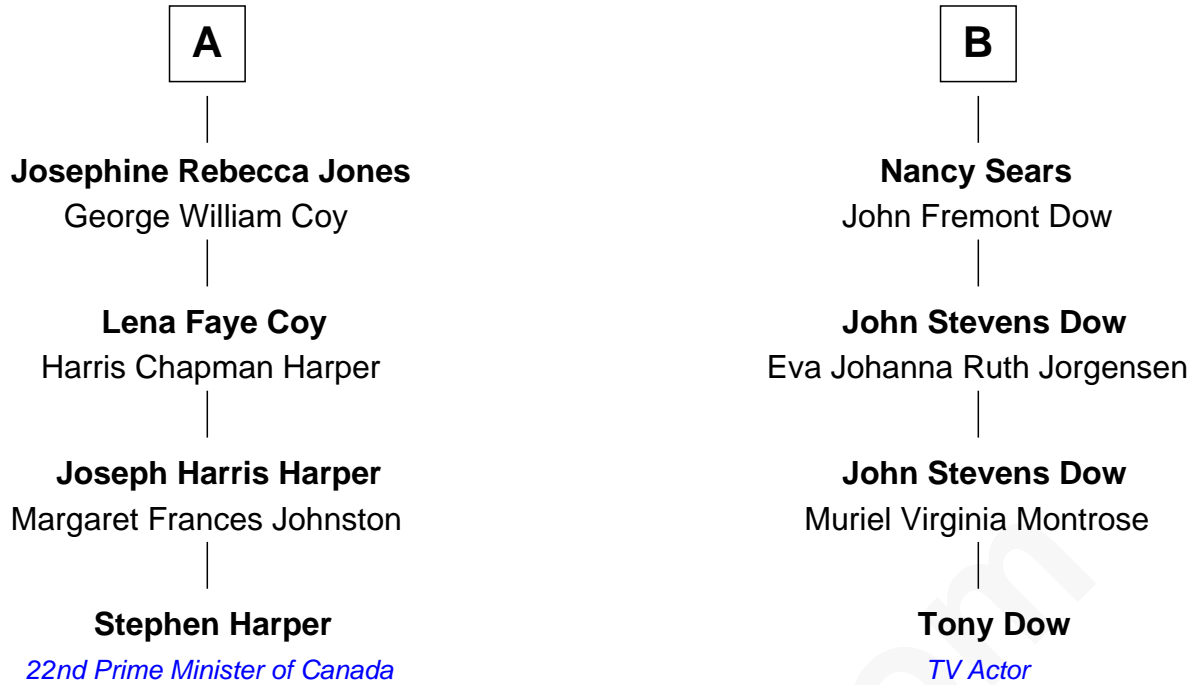 A
Josephine Rebecca Jones
George William Coy
Lena Faye Coy
Harris Chapman Harper
Joseph Harris Harper
Margaret Frances Johnston
Stephen Harper
22nd Prime Minister of Canada
B
Nancy Sears
John Fremont Dow
John Stevens Dow
Eva Johanna Ruth Jorgensen
John Stevens Dow
Muriel Virginia Montrose
Tony Dow
TV Actor
om